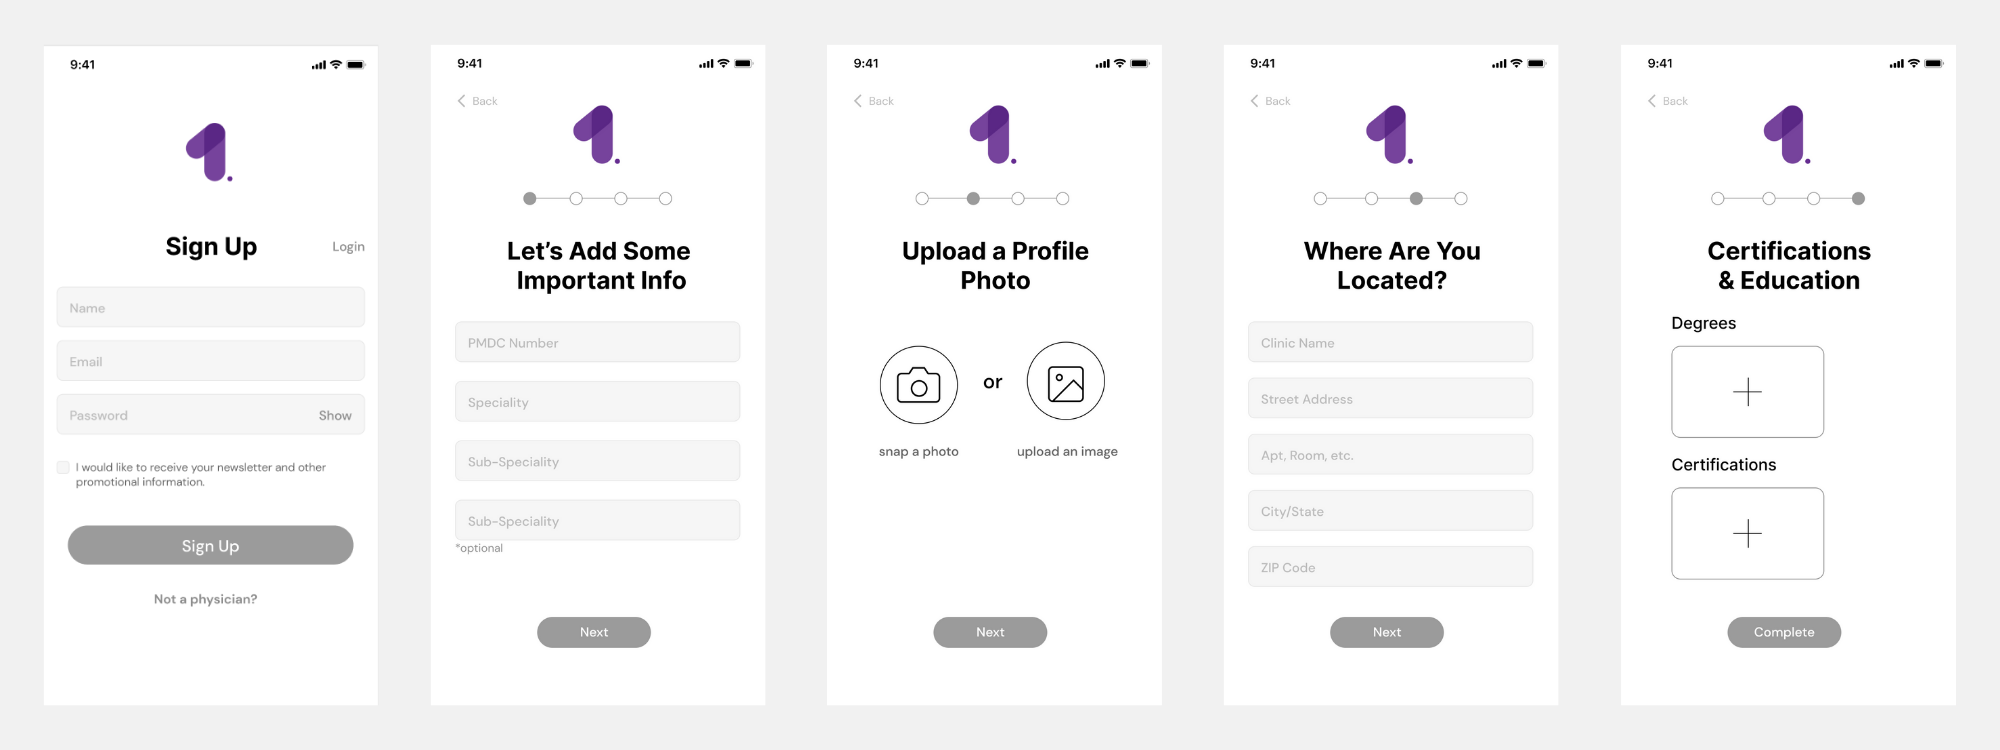 9:41
Sign Up
Login
Name
Email
Password
Show
I would like to receive your newsletter and other
promotional information.
Sign Up
Not a physician?
9:41
Back
Let's Add Some
Important Info
PMDC Number
Speciality
Sub-Speciality
Sub-Speciality
*optional
Next
9:41
Back
Upload a Profile
Photo
or
snap a photo
upload an image
Next
9:41
Back
Where Are You
Located?
Clinic Name
Street Address
Apt, Room, etc.
City/State
ZIP Code
Next
9:41
Back
Certifications
& Education
Degrees
Certifications
Complete